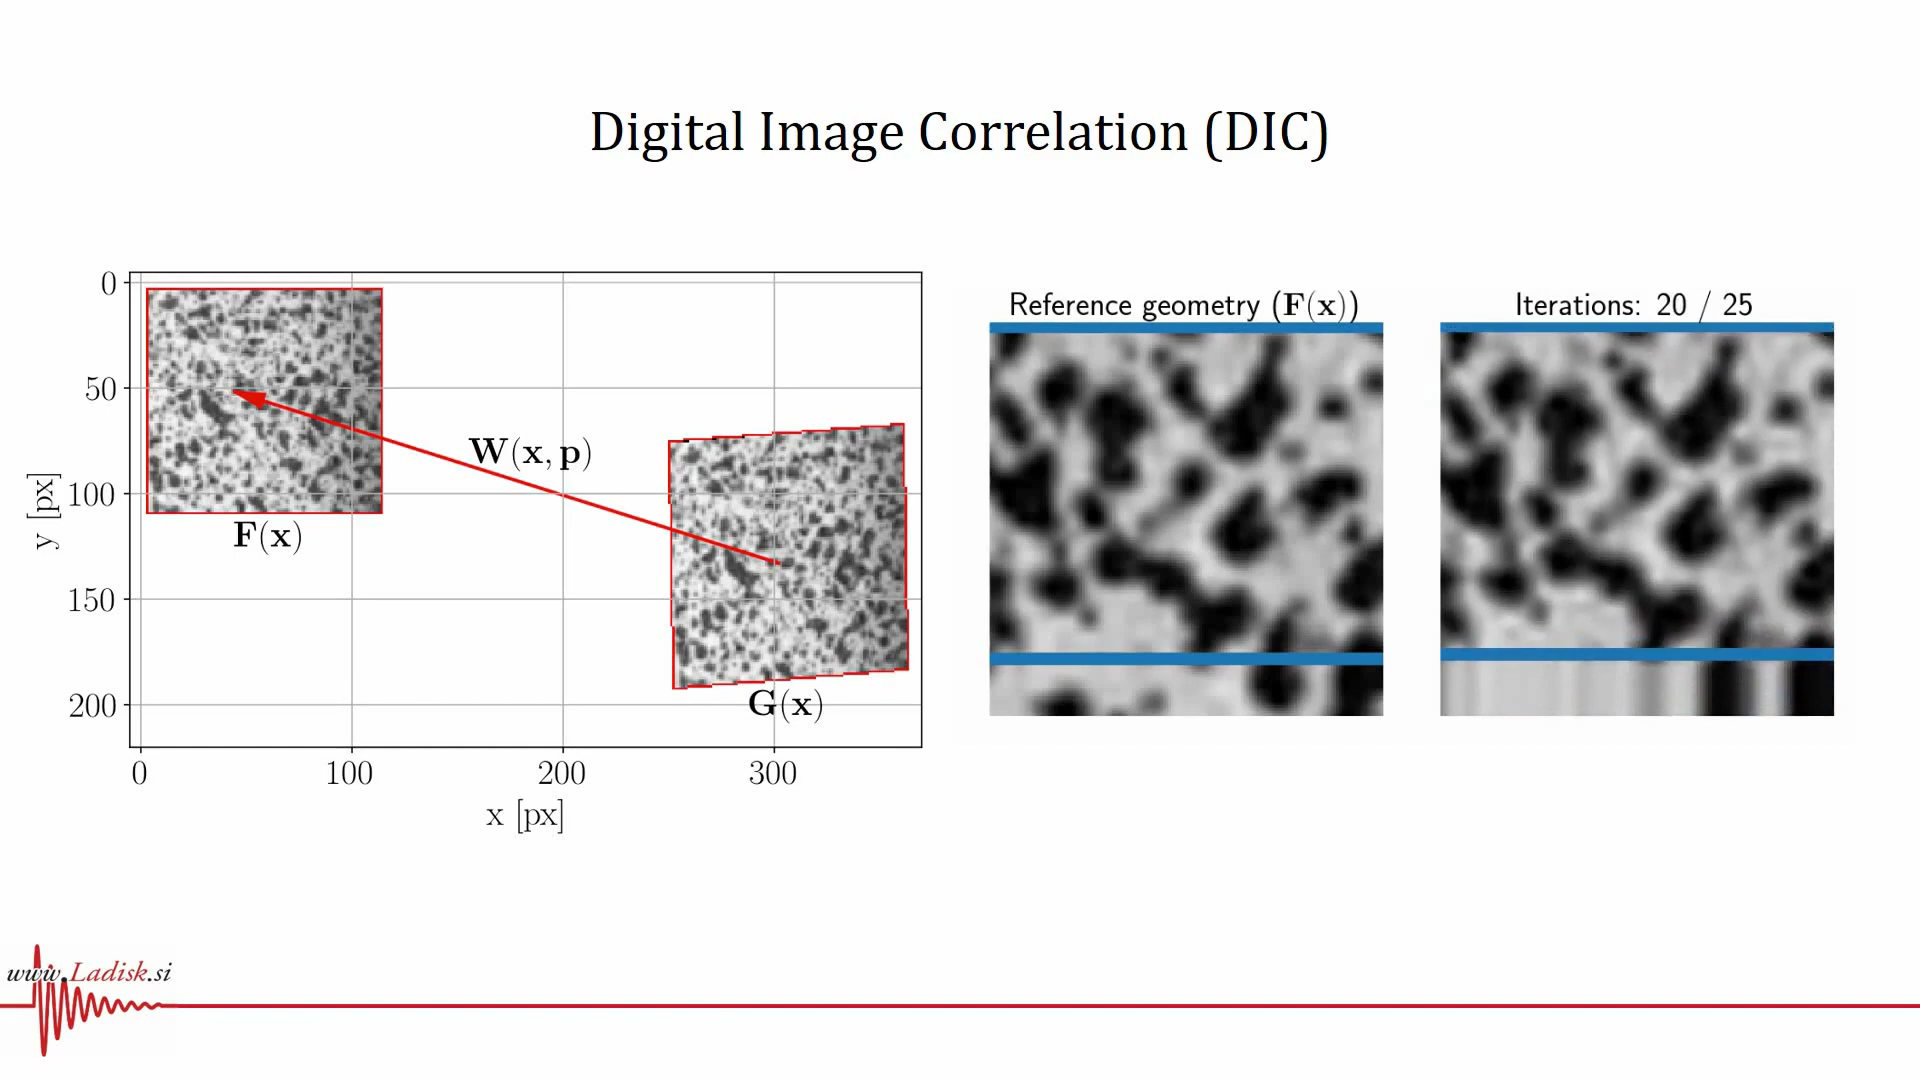 Digital Image Correlation (DIC)
0
50
100
150
200
y [px]
F(x)
W(x, p)
G(x)
0
100
200
300
x [px]
Reference geometry (F(x))
Iterations: 20 / 25
www.Ladisk.si